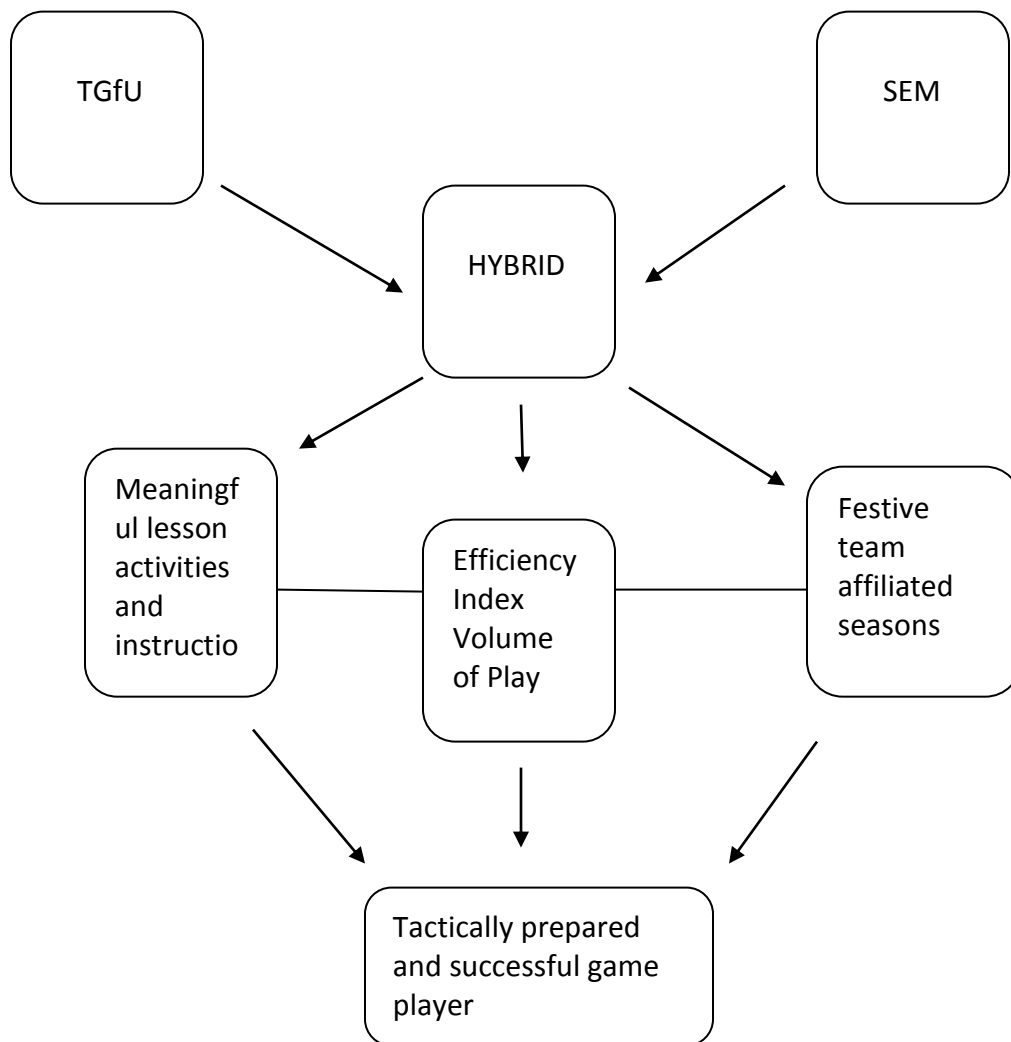 TGfU
SEM
HYBRID
Meaningf
ul lesson
activities
and
instructio
Efficiency
Index
Volume
of Play
Festive
team
affiliated
seasons
Tactically prepared
and successful game
player